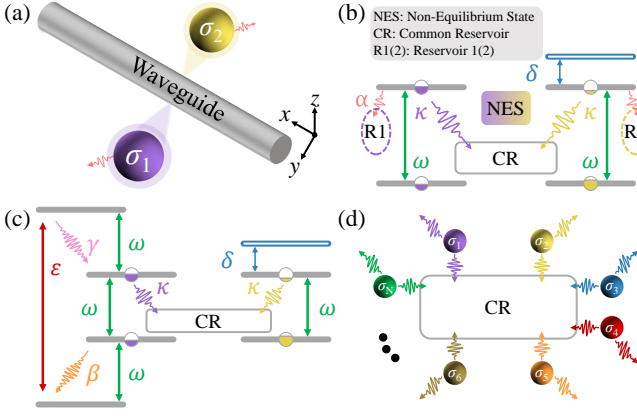 (a)
σ2
Waveguide
σ1
x
z
y
(b)
NES: Non-Equilibrium State
CR: Common Reservoir
R1(2): Reservoir 1(2)
δ
α
R1
κ
NES
κ
R
ω
CR
ω
(c)
ω
γ
ε
δ
κ
κ
ω
CR
ω
β
ω
(d)
σ1
σ2
σN
σ3
CR
σ4
σ6
σ5